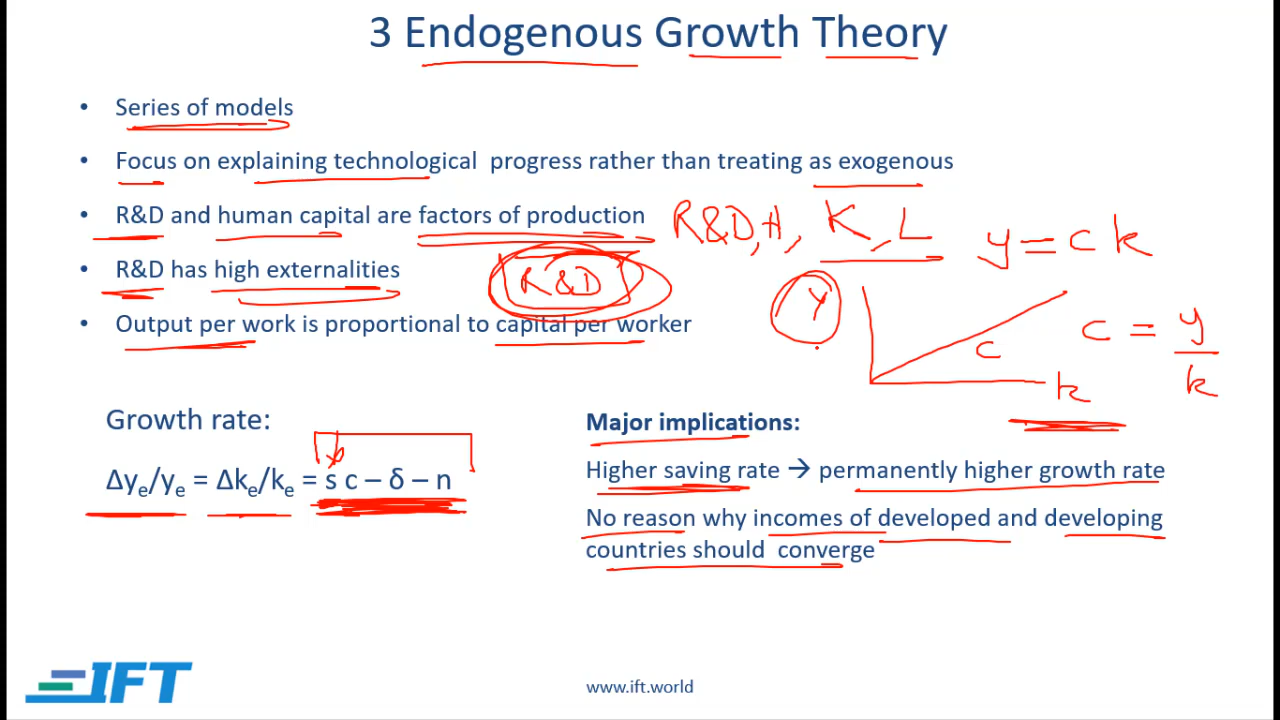 3 Endogenous Growth Theory
• Series of models
• Focus on explaining technological progress rather than treating as exogenous
• R&D and human capital are factors of production R&D, H, K, L
y = c k
• R&D has high externalities R&D
Y
c
k
c = y/k
• Output per work is proportional to capital per worker
Growth rate:
Δyₑ/yₑ = Δkₑ/kₑ = s c – δ – n
Major implications:
Higher saving rate → permanently higher growth rate
No reason why incomes of developed and developing
countries should converge
IFT
www.ift.world